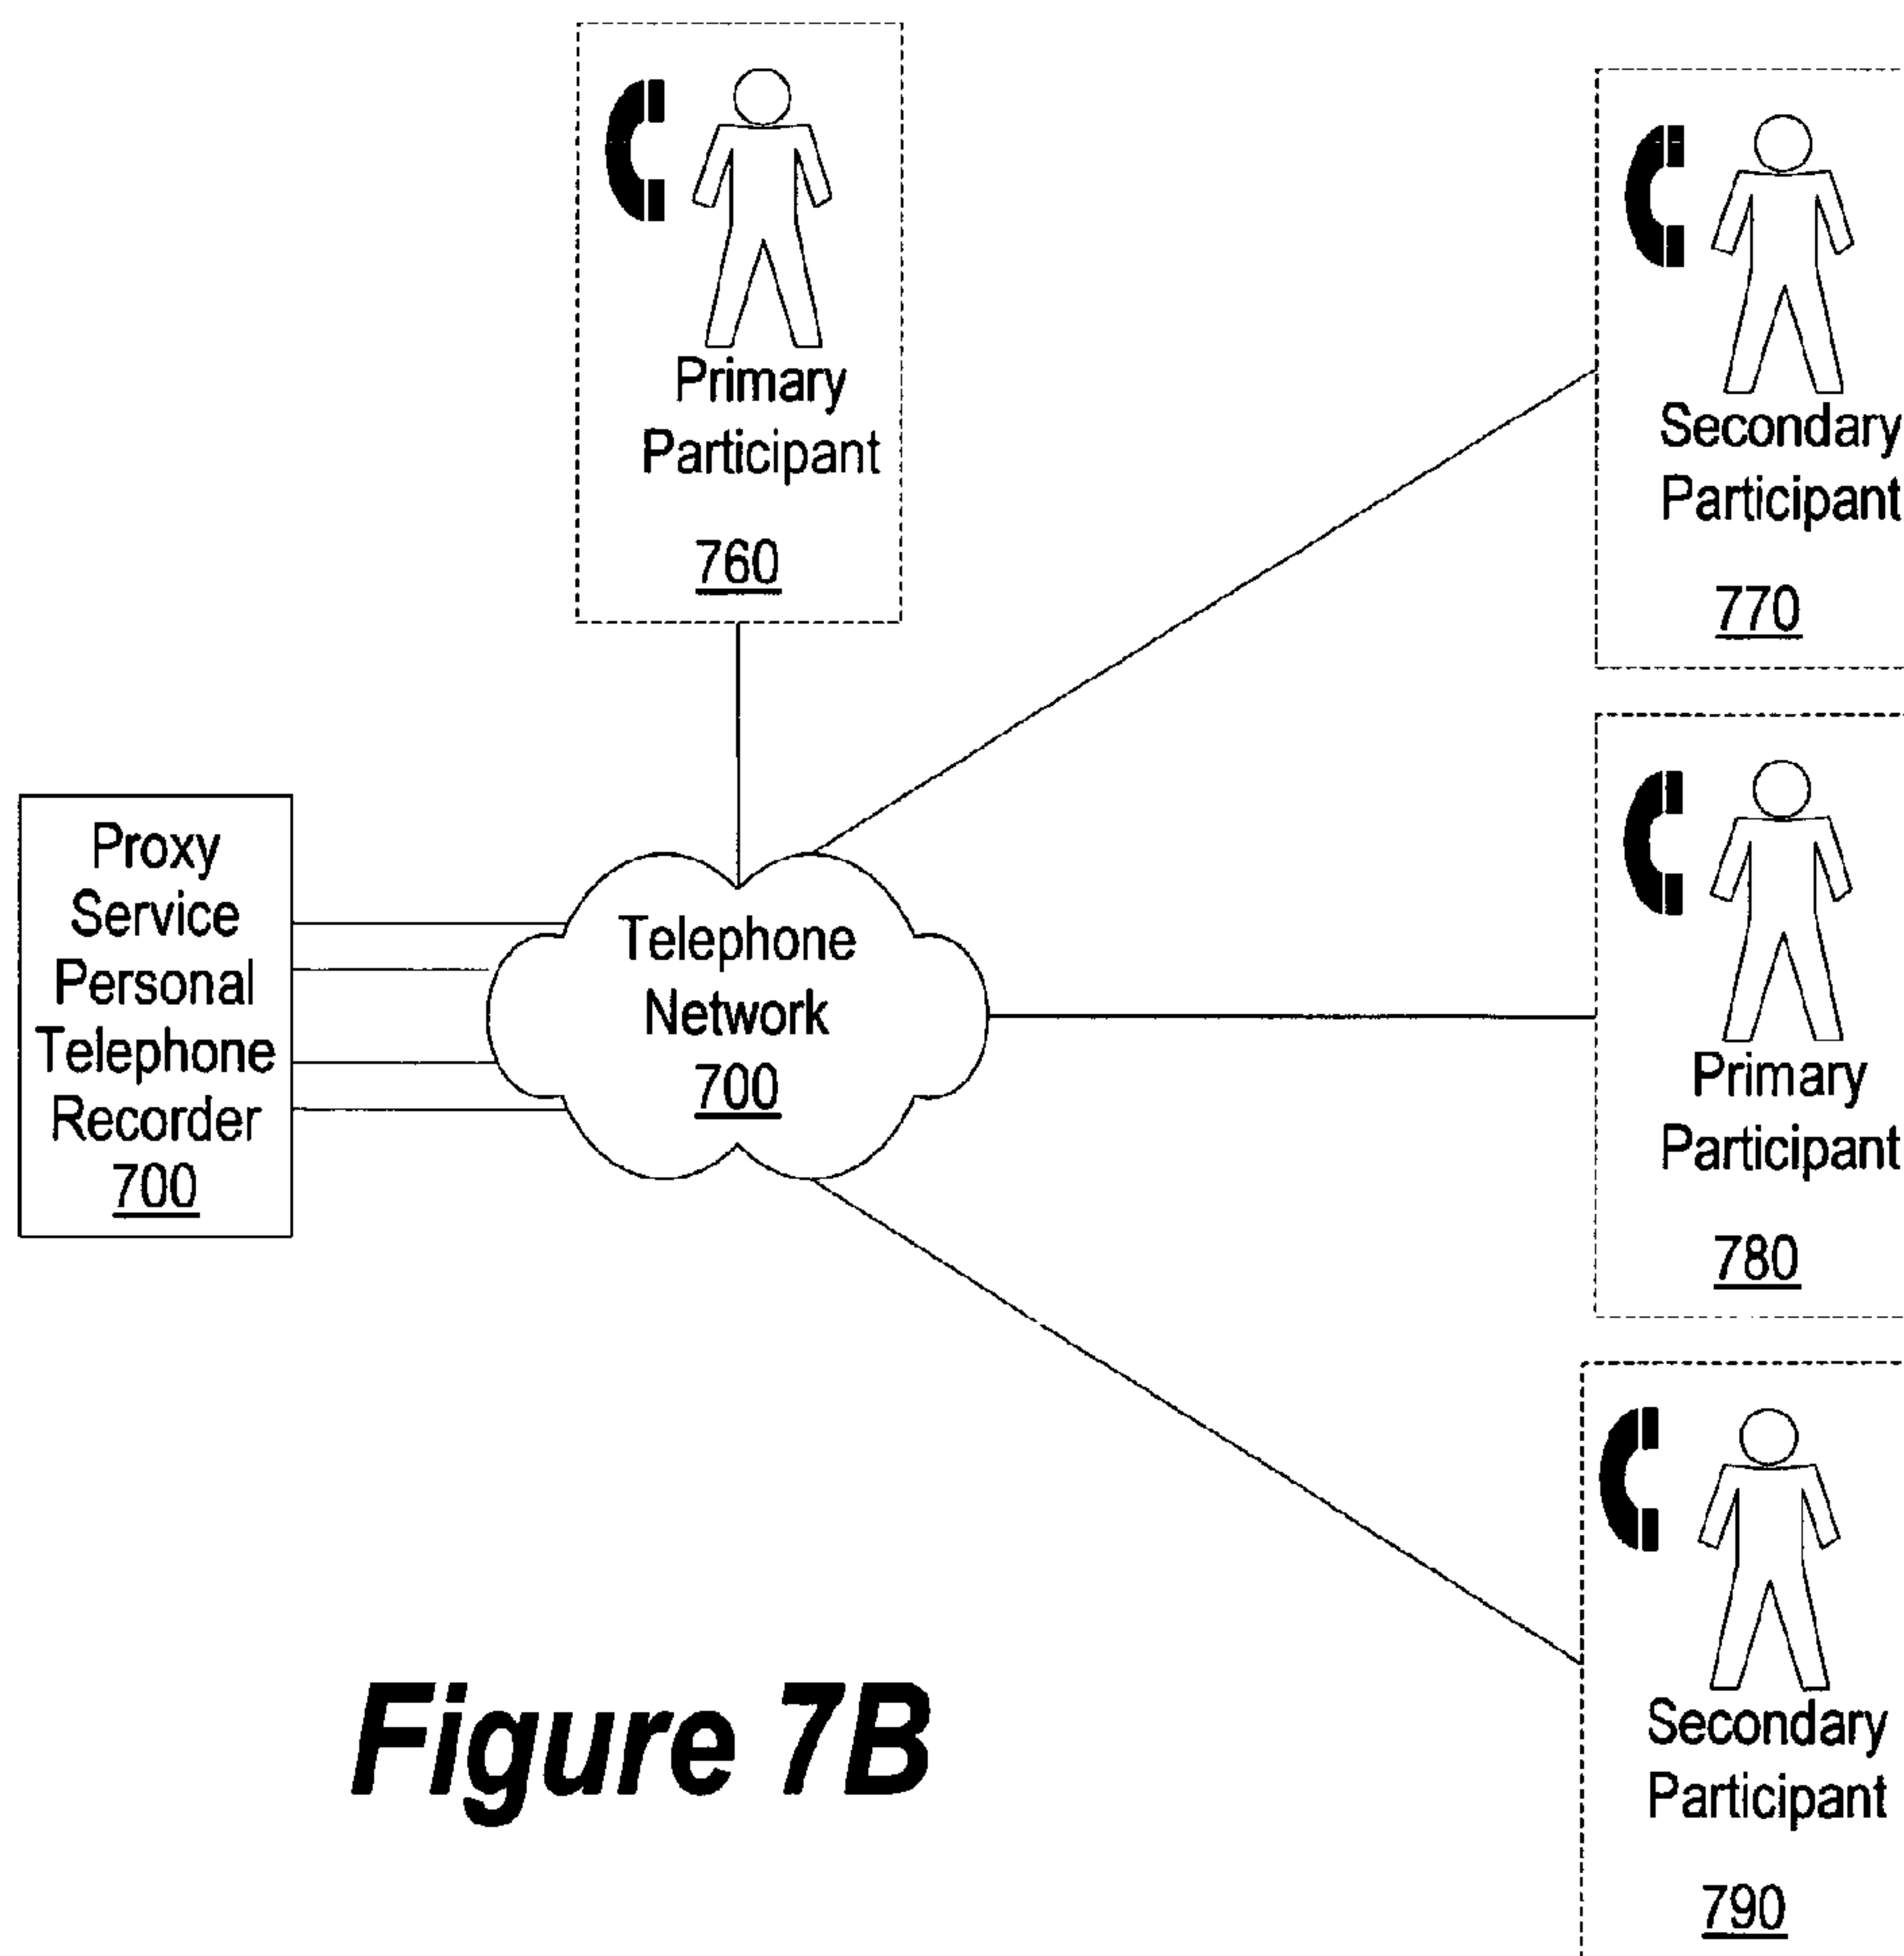 Primary
Participant
760
Secondary
Participant
770
Proxy
Service
Personal
Telephone
Recorder
700
Telephone
Network
700
Primary
Participant
780
Secondary
Participant
790
Figure 7B